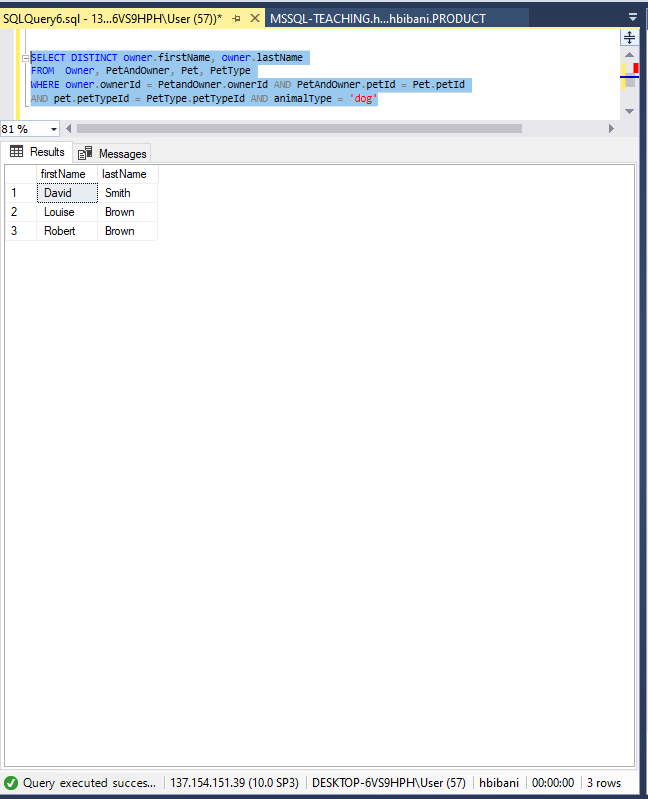 SQLQuery6.sql - 13...6VS9HPH\User (57))* MSSQL-TEACHING.h...hbibani.PRODUCT
SELECT DISTINCT owner.firstName, owner.lastName
FROM Owner, PetAndOwner, Pet, PetType
WHERE owner.ownerId = PetandOwner.ownerId AND PetAndOwner.petId = Pet.petId
AND pet.petTypeId = PetType.petTypeId AND animalType = 'dog'
81 %
Results Messages
firstName lastName
1 David Smith
2 Louise Brown
3 Robert Brown
Query executed succes... 137.154.151.39 (10.0 SP3) DESKTOP-6VS9HPH\User (57) hbibani 00:00:00 3 rows